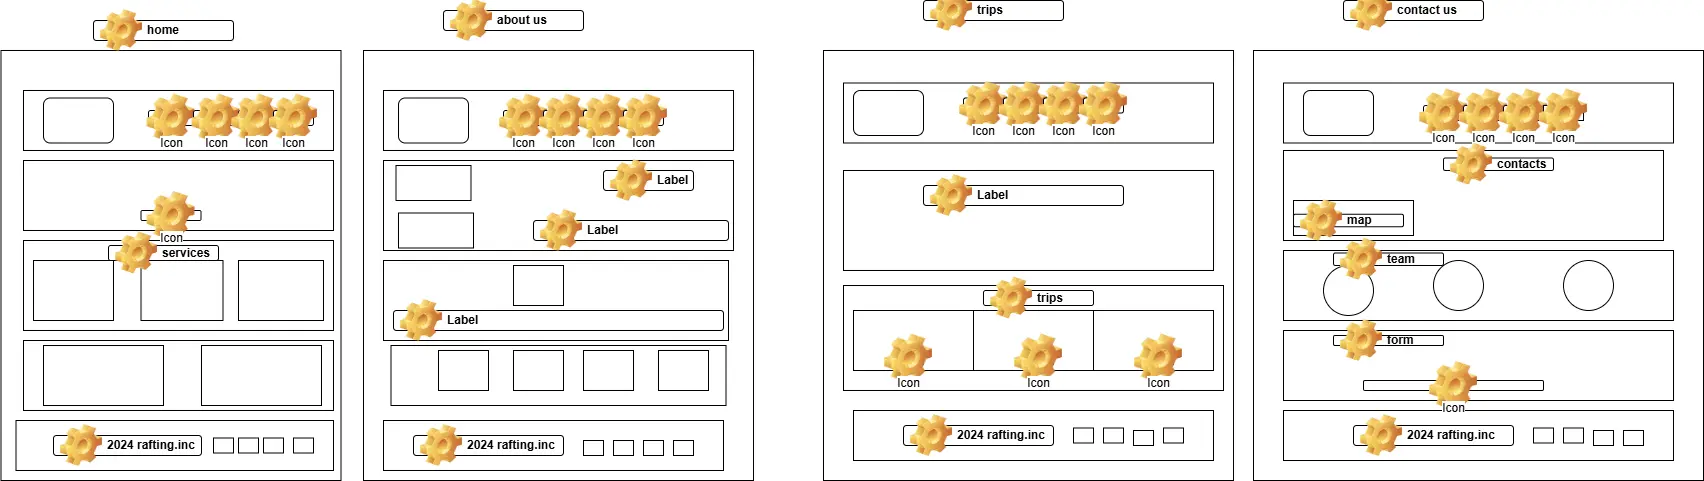 home
Icon Icon Icon Icon
Icon
services
2024 rafting.inc
about us
Icon Icon Icon Icon
Label
Label
Label
2024 rafting.inc
trips
Icon Icon Icon Icon
Label
trips
Icon Icon Icon
2024 rafting.inc
contact us
Icon Icon Icon Icon
contacts
map
team
form
Icon
2024 rafting.inc